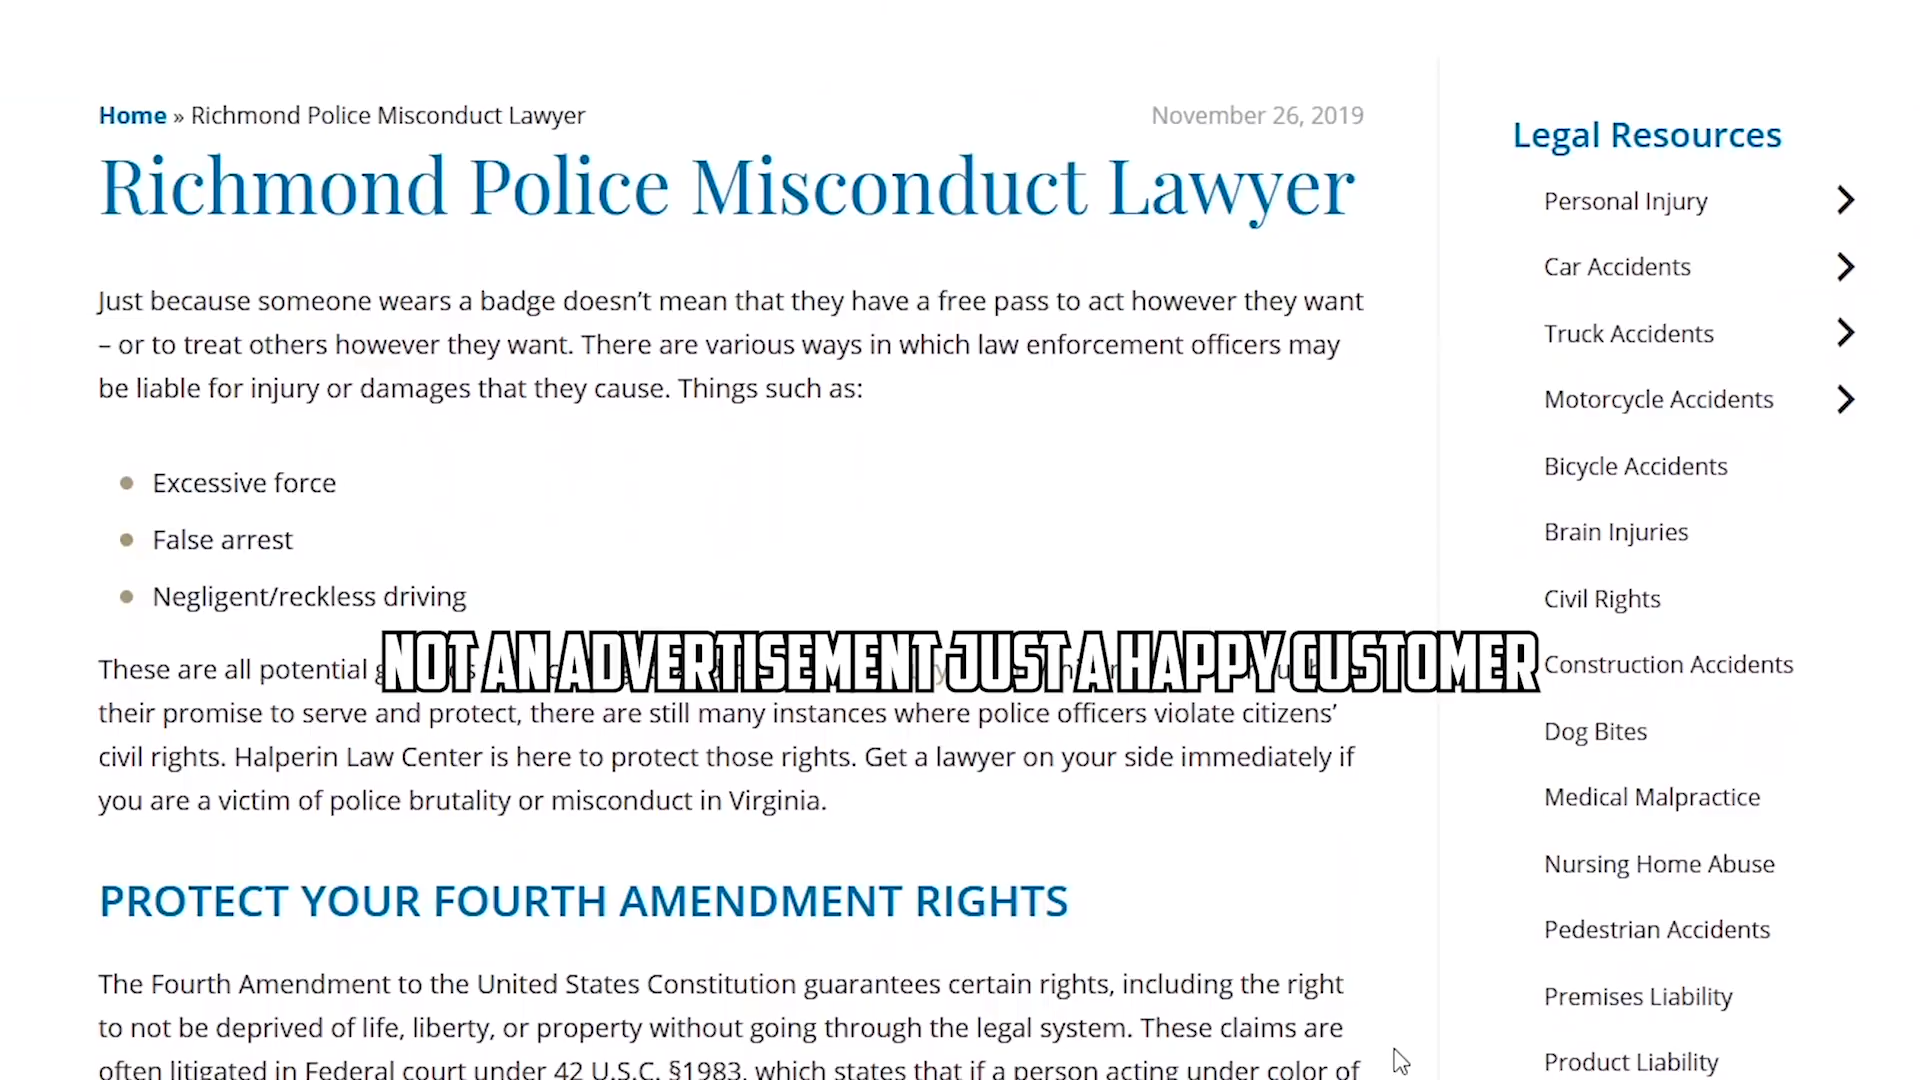 Home » Richmond Police Misconduct Lawyer
November 26, 2019
Richmond Police Misconduct Lawyer
Just because someone wears a badge doesn’t mean that they have a free pass to act however they want
– or to treat others however they want. There are various ways in which law enforcement officers may
be liable for injury or damages that they cause. Things such as:
Excessive force
False arrest
Negligent/reckless driving
These are all potential
NOT AN ADVERTISEMENT JUST A HAPPY CUSTOMER
their promise to serve and protect, there are still many instances where police officers violate citizens’
civil rights. Halperin Law Center is here to protect those rights. Get a lawyer on your side immediately if
you are a victim of police brutality or misconduct in Virginia.
PROTECT YOUR FOURTH AMENDMENT RIGHTS
The Fourth Amendment to the United States Constitution guarantees certain rights, including the right
to not be deprived of life, liberty, or property without going through the legal system. These claims are
often litigated in Federal court under 42 U.S.C. §1983, which states that if a person acting under color of
Legal Resources
Personal Injury
Car Accidents
Truck Accidents
Motorcycle Accidents
Bicycle Accidents
Brain Injuries
Civil Rights
Construction Accidents
Dog Bites
Medical Malpractice
Nursing Home Abuse
Pedestrian Accidents
Premises Liability
Product Liability